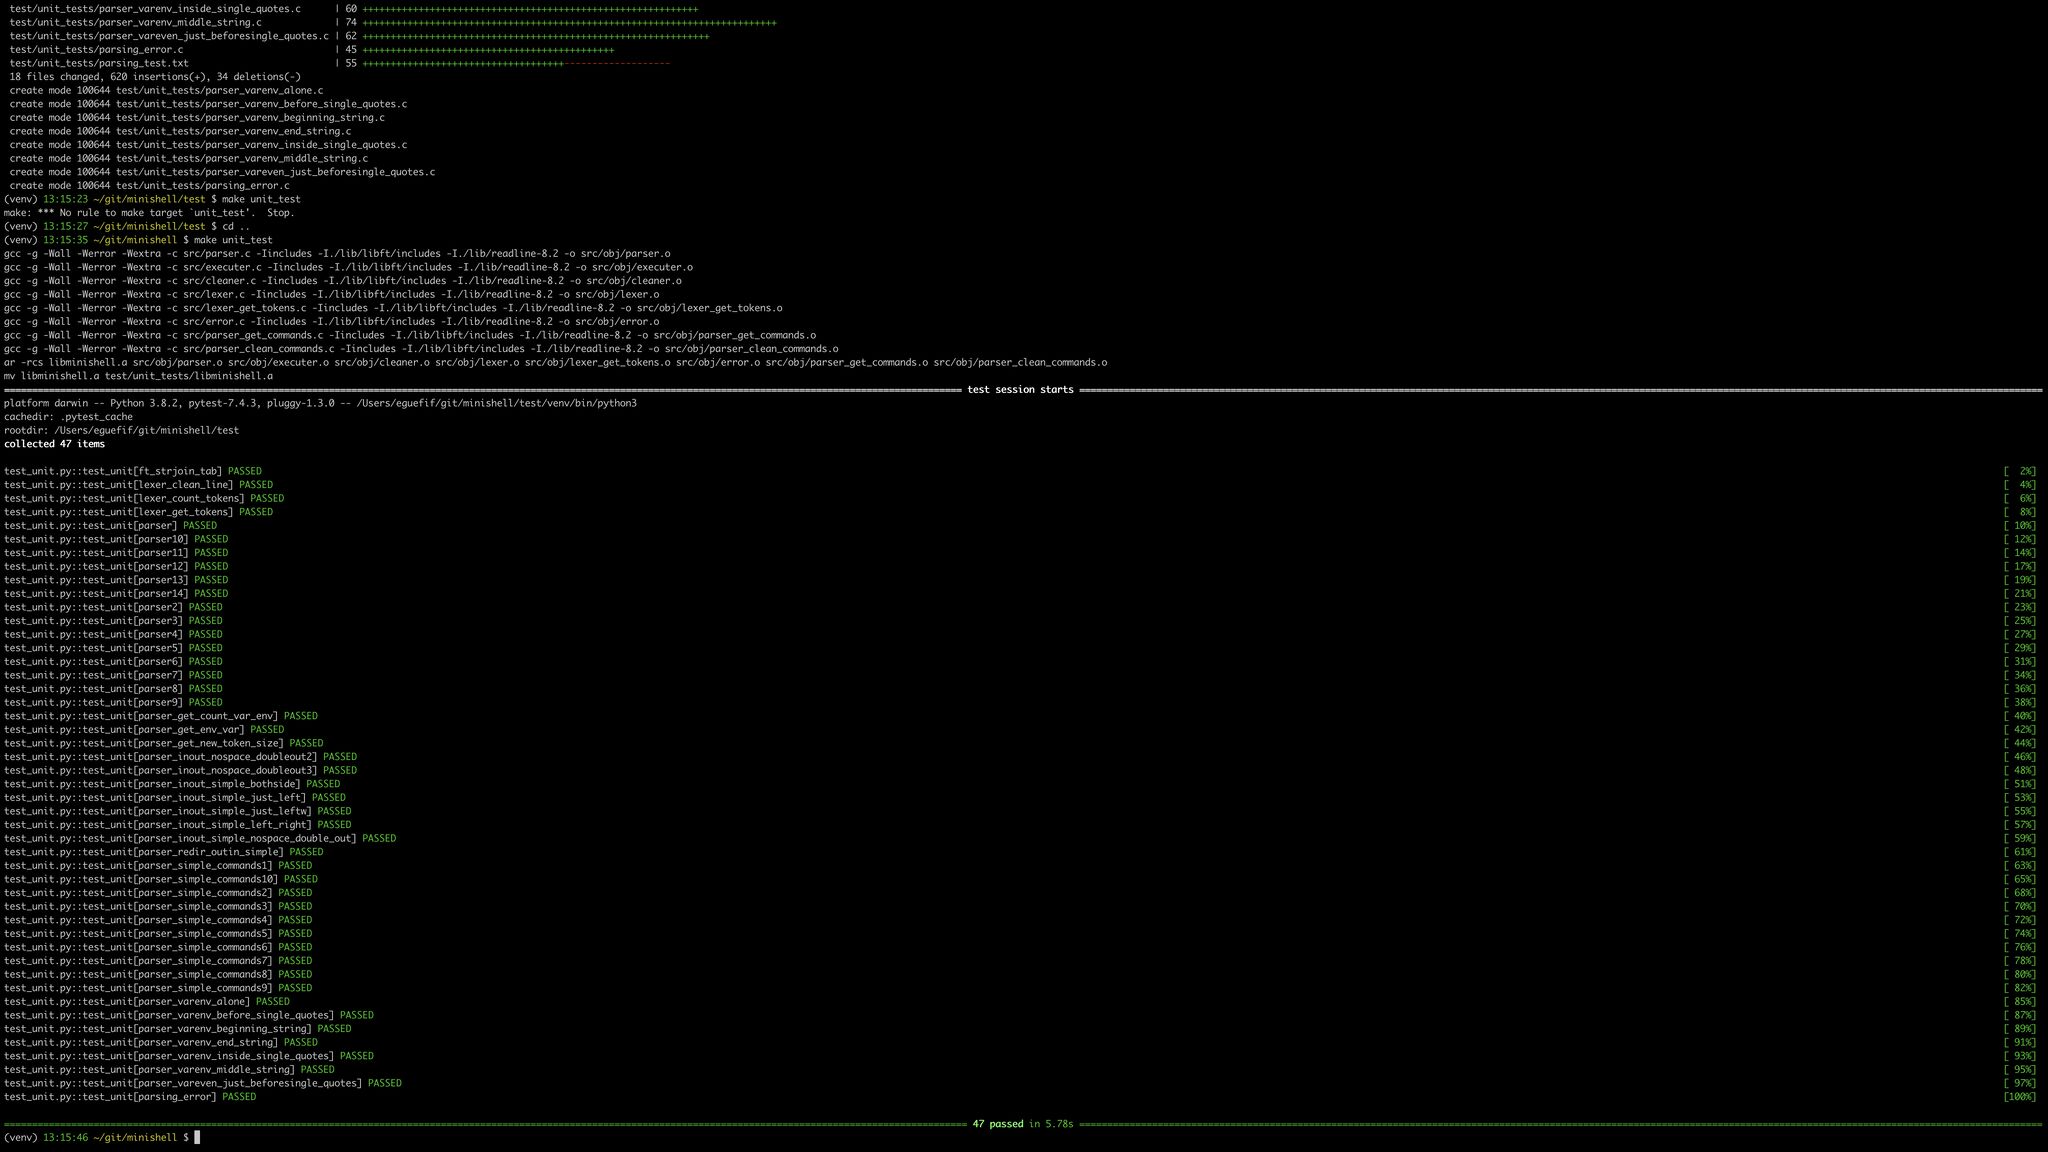 test/unit_tests/parser_varenv_inside_single_quotes.c | 60 ++++++++++++++++++++++++++++++++++++++++++++++++++++++++++++
test/unit_tests/parser_varenv_middle_string.c | 74 ++++++++++++++++++++++++++++++++++++++++++++++++++++++++++++++++++++++++++
test/unit_tests/parser_vareven_just_beforesingle_quotes.c | 62 ++++++++++++++++++++++++++++++++++++++++++++++++++++++++++++++
test/unit_tests/parsing_error.c | 45 +++++++++++++++++++++++++++++++++++++++++++++
test/unit_tests/parsing_test.txt | 55 ++++++++++++++++++++++++++++++++++++-------------------
18 files changed, 620 insertions(+), 34 deletions(-)
create mode 100644 test/unit_tests/parser_varenv_alone.c
create mode 100644 test/unit_tests/parser_varenv_before_single_quotes.c
create mode 100644 test/unit_tests/parser_varenv_beginning_string.c
create mode 100644 test/unit_tests/parser_varenv_end_string.c
create mode 100644 test/unit_tests/parser_varenv_inside_single_quotes.c
create mode 100644 test/unit_tests/parser_varenv_middle_string.c
create mode 100644 test/unit_tests/parser_vareven_just_beforesingle_quotes.c
create mode 100644 test/unit_tests/parsing_error.c
(venv) 13:15:23 ~/git/minishell/test $ make unit_test
make: *** No rule to make target `unit_test'.  Stop.
(venv) 13:15:27 ~/git/minishell/test $ cd ..
(venv) 13:15:35 ~/git/minishell $ make unit_test
gcc -g -Wall -Werror -Wextra -c src/parser.c -Iincludes -I./lib/libft/includes -I./lib/readline-8.2 -o src/obj/parser.o
gcc -g -Wall -Werror -Wextra -c src/executer.c -Iincludes -I./lib/libft/includes -I./lib/readline-8.2 -o src/obj/executer.o
gcc -g -Wall -Werror -Wextra -c src/cleaner.c -Iincludes -I./lib/libft/includes -I./lib/readline-8.2 -o src/obj/cleaner.o
gcc -g -Wall -Werror -Wextra -c src/lexer.c -Iincludes -I./lib/libft/includes -I./lib/readline-8.2 -o src/obj/lexer.o
gcc -g -Wall -Werror -Wextra -c src/lexer_get_tokens.c -Iincludes -I./lib/libft/includes -I./lib/readline-8.2 -o src/obj/lexer_get_tokens.o
gcc -g -Wall -Werror -Wextra -c src/error.c -Iincludes -I./lib/libft/includes -I./lib/readline-8.2 -o src/obj/error.o
gcc -g -Wall -Werror -Wextra -c src/parser_get_commands.c -Iincludes -I./lib/libft/includes -I./lib/readline-8.2 -o src/obj/parser_get_commands.o
gcc -g -Wall -Werror -Wextra -c src/parser_clean_commands.c -Iincludes -I./lib/libft/includes -I./lib/readline-8.2 -o src/obj/parser_clean_commands.o
ar -rcs libminishell.a src/obj/parser.o src/obj/executer.o src/obj/cleaner.o src/obj/lexer.o src/obj/lexer_get_tokens.o src/obj/error.o src/obj/parser_get_commands.o src/obj/parser_clean_commands.o
mv libminishell.a test/unit_tests/libminishell.a
test session starts
platform darwin -- Python 3.8.2, pytest-7.4.3, pluggy-1.3.0 -- /Users/eguefif/git/minishell/test/venv/bin/python3
cachedir: .pytest_cache
rootdir: /Users/eguefif/git/minishell/test
collected 47 items
test_unit.py::test_unit[ft_strjoin_tab] PASSED [  2%]
test_unit.py::test_unit[lexer_clean_line] PASSED [  4%]
test_unit.py::test_unit[lexer_count_tokens] PASSED [  6%]
test_unit.py::test_unit[lexer_get_tokens] PASSED [  8%]
test_unit.py::test_unit[parser] PASSED [ 10%]
test_unit.py::test_unit[parser10] PASSED [ 12%]
test_unit.py::test_unit[parser11] PASSED [ 14%]
test_unit.py::test_unit[parser12] PASSED [ 17%]
test_unit.py::test_unit[parser13] PASSED [ 19%]
test_unit.py::test_unit[parser14] PASSED [ 21%]
test_unit.py::test_unit[parser2] PASSED [ 23%]
test_unit.py::test_unit[parser3] PASSED [ 25%]
test_unit.py::test_unit[parser4] PASSED [ 27%]
test_unit.py::test_unit[parser5] PASSED [ 29%]
test_unit.py::test_unit[parser6] PASSED [ 31%]
test_unit.py::test_unit[parser7] PASSED [ 34%]
test_unit.py::test_unit[parser8] PASSED [ 36%]
test_unit.py::test_unit[parser9] PASSED [ 38%]
test_unit.py::test_unit[parser_get_count_var_env] PASSED [ 40%]
test_unit.py::test_unit[parser_get_env_var] PASSED [ 42%]
test_unit.py::test_unit[parser_get_new_token_size] PASSED [ 44%]
test_unit.py::test_unit[parser_inout_nospace_doubleout2] PASSED [ 46%]
test_unit.py::test_unit[parser_inout_nospace_doubleout3] PASSED [ 48%]
test_unit.py::test_unit[parser_inout_simple_bothside] PASSED [ 51%]
test_unit.py::test_unit[parser_inout_simple_just_left] PASSED [ 53%]
test_unit.py::test_unit[parser_inout_simple_just_leftw] PASSED [ 55%]
test_unit.py::test_unit[parser_inout_simple_left_right] PASSED [ 57%]
test_unit.py::test_unit[parser_inout_simple_nospace_double_out] PASSED [ 59%]
test_unit.py::test_unit[parser_redir_outin_simple] PASSED [ 61%]
test_unit.py::test_unit[parser_simple_commands1] PASSED [ 63%]
test_unit.py::test_unit[parser_simple_commands10] PASSED [ 65%]
test_unit.py::test_unit[parser_simple_commands2] PASSED [ 68%]
test_unit.py::test_unit[parser_simple_commands3] PASSED [ 70%]
test_unit.py::test_unit[parser_simple_commands4] PASSED [ 72%]
test_unit.py::test_unit[parser_simple_commands5] PASSED [ 74%]
test_unit.py::test_unit[parser_simple_commands6] PASSED [ 76%]
test_unit.py::test_unit[parser_simple_commands7] PASSED [ 78%]
test_unit.py::test_unit[parser_simple_commands8] PASSED [ 80%]
test_unit.py::test_unit[parser_simple_commands9] PASSED [ 82%]
test_unit.py::test_unit[parser_varenv_alone] PASSED [ 85%]
test_unit.py::test_unit[parser_varenv_before_single_quotes] PASSED [ 87%]
test_unit.py::test_unit[parser_varenv_beginning_string] PASSED [ 89%]
test_unit.py::test_unit[parser_varenv_end_string] PASSED [ 91%]
test_unit.py::test_unit[parser_varenv_inside_single_quotes] PASSED [ 93%]
test_unit.py::test_unit[parser_varenv_middle_string] PASSED [ 95%]
test_unit.py::test_unit[parser_vareven_just_beforesingle_quotes] PASSED [ 97%]
test_unit.py::test_unit[parsing_error] PASSED [100%]
47 passed in 5.78s
(venv) 13:15:46 ~/git/minishell $